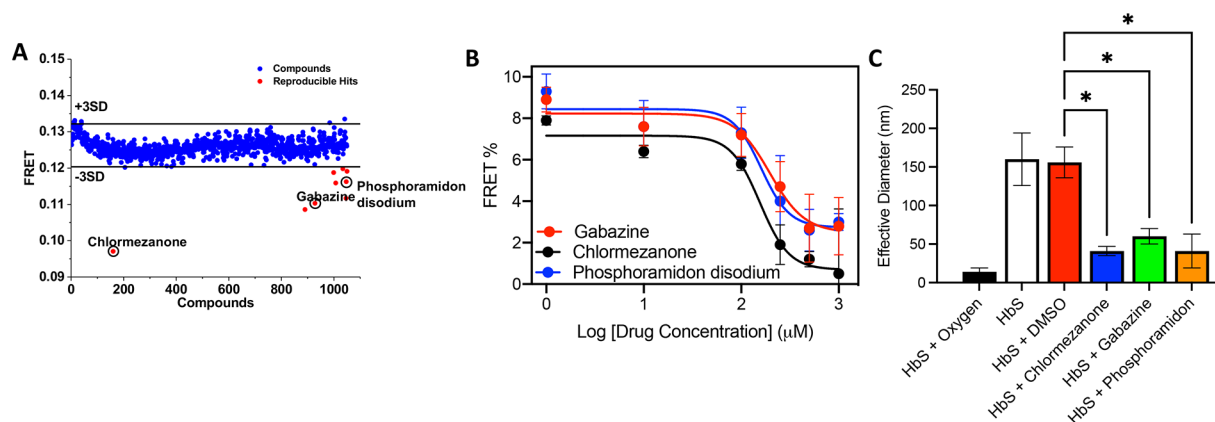 A
0.15
0.14
0.13
0.12
0.11
0.10
0.09
FRET
+3SD
-3SD
Compounds
Reproducible Hits
Phosphoramidon
disodium
Gabazine
Chlormezanone
0 200 400 600 800 1000
Compounds
B
10
8
6
4
2
0
FRET %
Gabazine
Chlormezanone
Phosphoramidon disodium
0 1 2 3
Log [Drug Concentration] (μM)
C
250
200
150
100
50
0
Effective Diameter (nm)
*
*
*
HbS + Oxygen
HbS
HbS + DMSO
HbS + Chlormezanone
HbS + Gabazine
HbS + Phosphoramidon